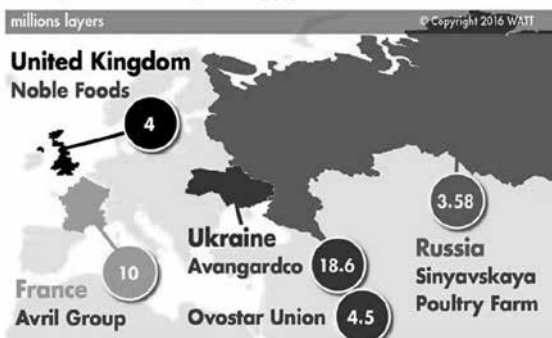 millions layers
© Copyright 2016 WATT
United Kingdom
Noble Foods
4
3.58
Ukraine
Avangardco
18.6
Russia
Sinyavskaya
Poultry Farm
10
France
Avril Group
Ovostar Union
4.5